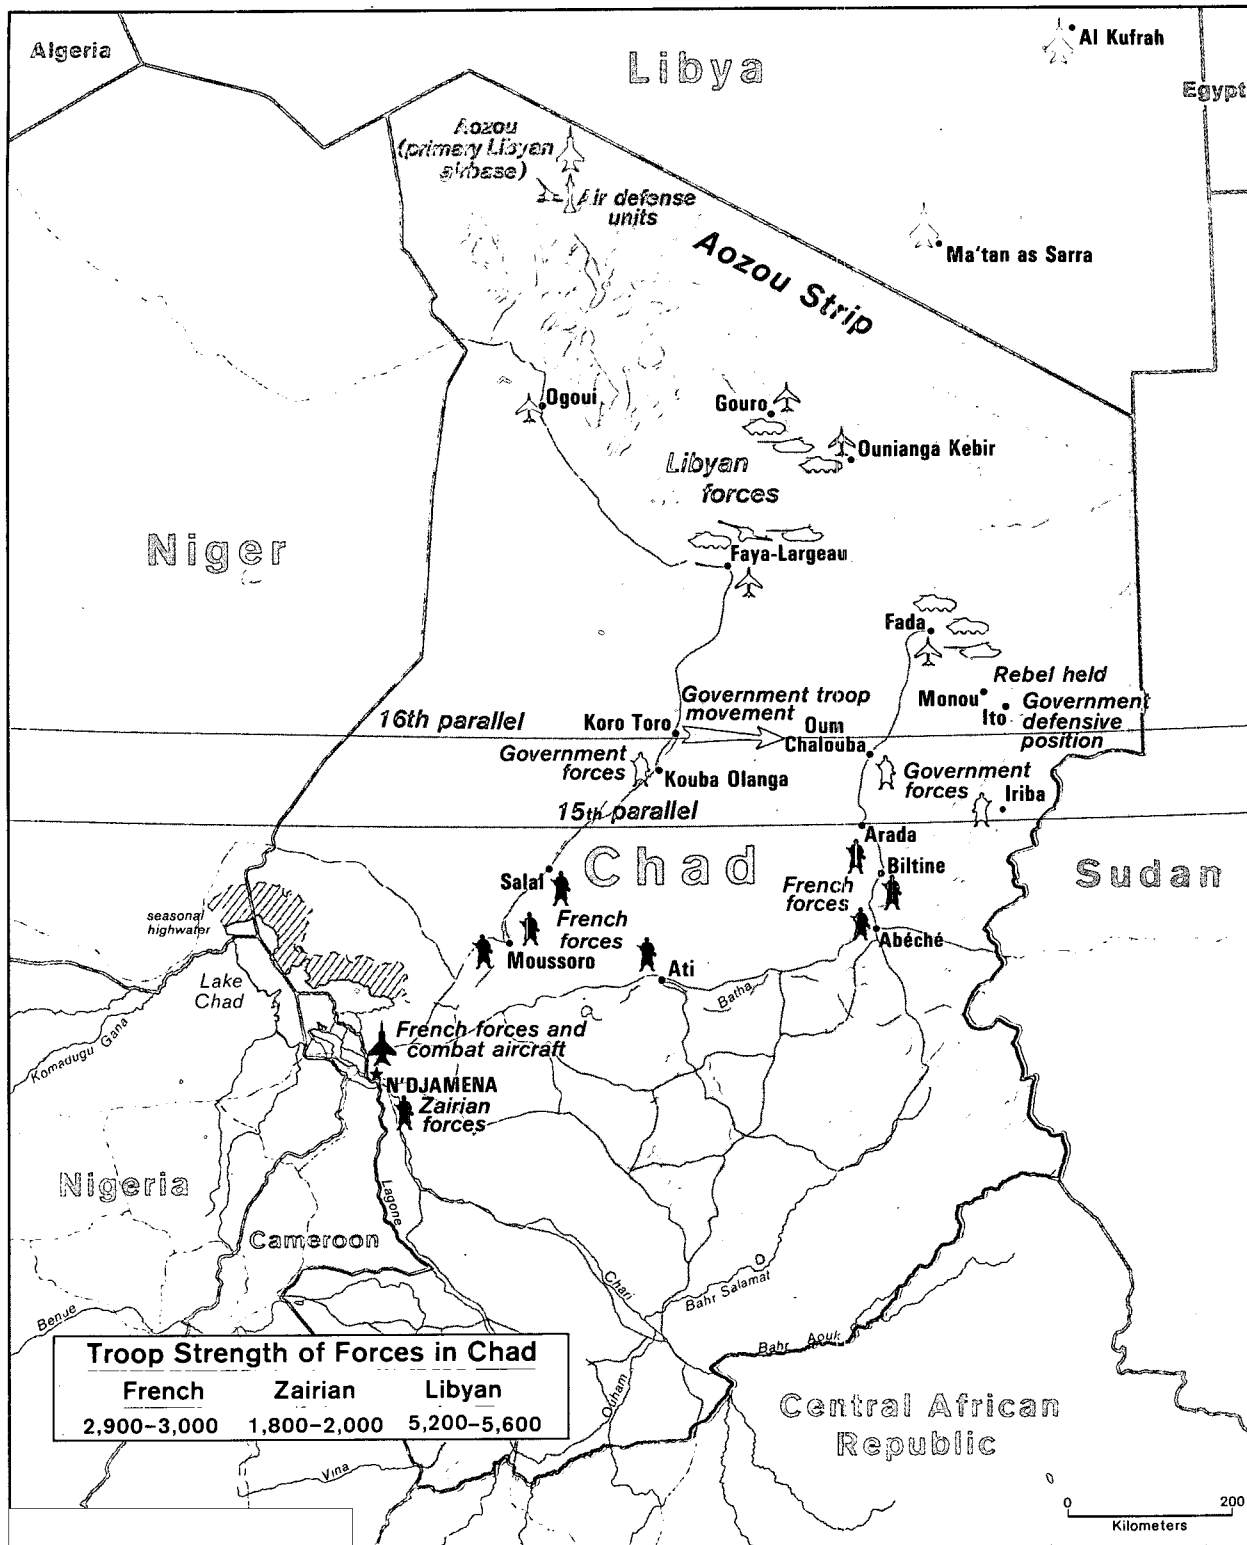 Algeria
Libya
Al Kufrah
Egypt
Aozou
(primary Libyan
airbase)
Air defense
units
Aozou Strip
Ma'tan as Sarra
Ogoui
Gouro
Ounianga Kebir
Libyan
forces
Niger
Faya-Largeau
Fada
Rebel held
Monou
Ito
Government
defensive
position
16th parallel
Koro Toro
Government troop
movement
Oum
Chalouba
Government
forces
Kouba Olanga
Government
forces
Iriba
15th parallel
Arada
Chad
Biltine
Sudan
Salal
French
forces
French
forces
seasonal
highwater
Moussoro
Abéché
Ati
Lake
Chad
Batha
Komadugu Gana
French forces and
combat aircraft
N'DJAMENA
Zairian
forces
Nigeria
Lagone
Cameroon
Chari
Bahr Salamat
Benue
Bahr Aouk
Troop Strength of Forces in Chad
French Zairian Libyan
2,900–3,000 1,800–2,000 5,200–5,600
Ouham
Central African
Republic
Vina
0 200
Kilometers